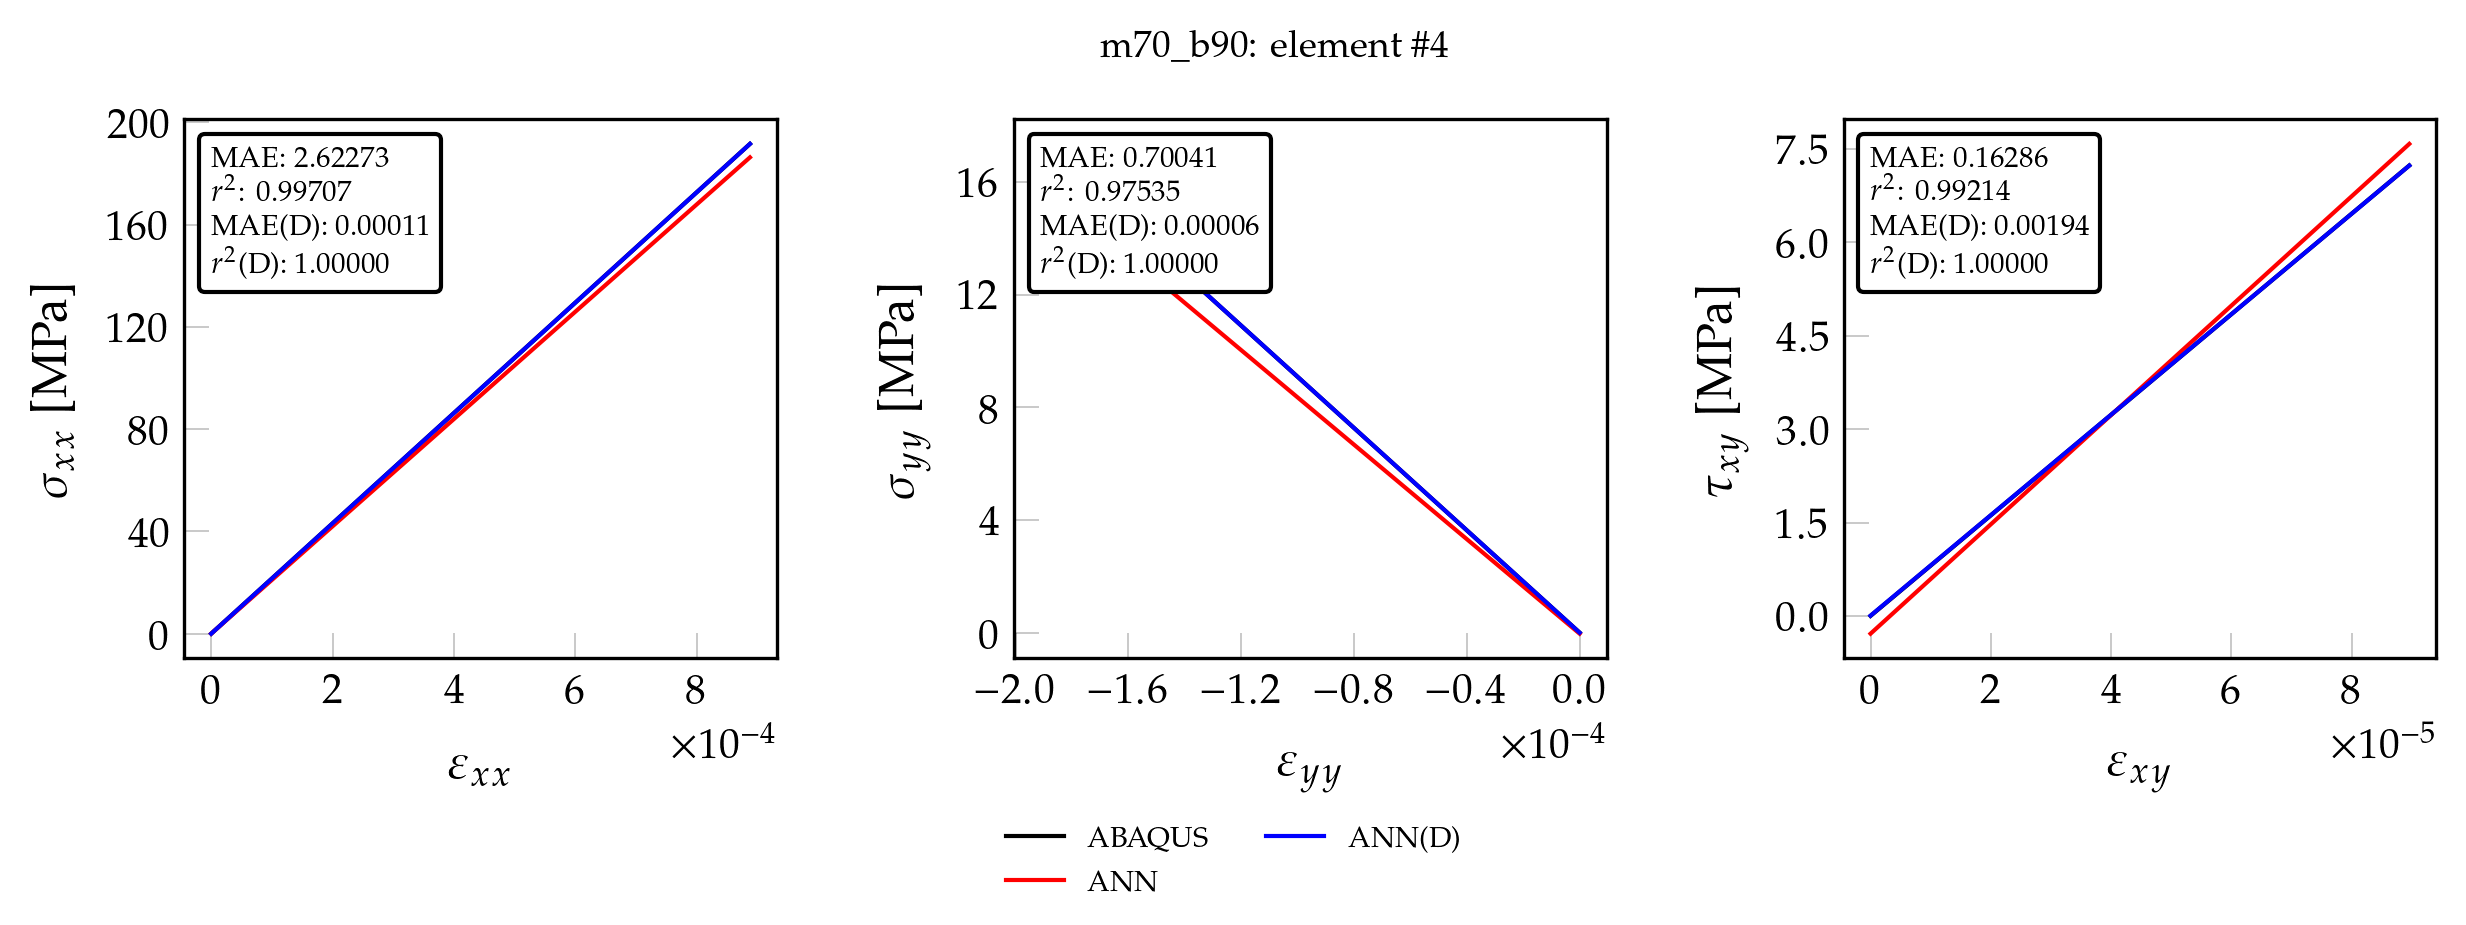 m70_b90: element #4
200
160
120
80
40
0
σxx [MPa]
MAE: 2.62273
r²: 0.99707
MAE(D): 0.00011
r²(D): 1.00000
0 2 4 6 8
×10⁻⁴
εxx
16
12
8
4
0
σyy [MPa]
MAE: 0.70041
r²: 0.97535
MAE(D): 0.00006
r²(D): 1.00000
−2.0 −1.6 −1.2 −0.8 −0.4 0.0
×10⁻⁴
εyy
7.5
6.0
4.5
3.0
1.5
0.0
τxy [MPa]
MAE: 0.16286
r²: 0.99214
MAE(D): 0.00194
r²(D): 1.00000
0 2 4 6 8
×10⁻⁵
εxy
ABAQUS
ANN
ANN(D)